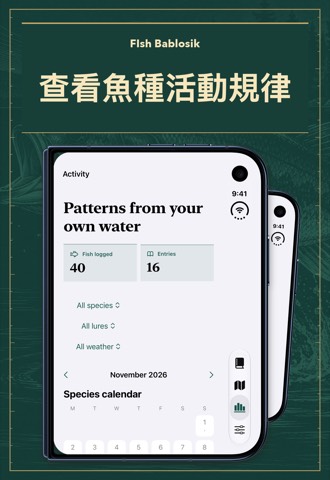 FIsh Bablosik
查看魚種活動規律
Activity
9:41
9:41
Patterns from your
own water
Fish logged
40
Entries
16
All species
All lures
All weather
November 2026
Species calendar
M T W T F S S
1
2 3 4 5 6 7 8